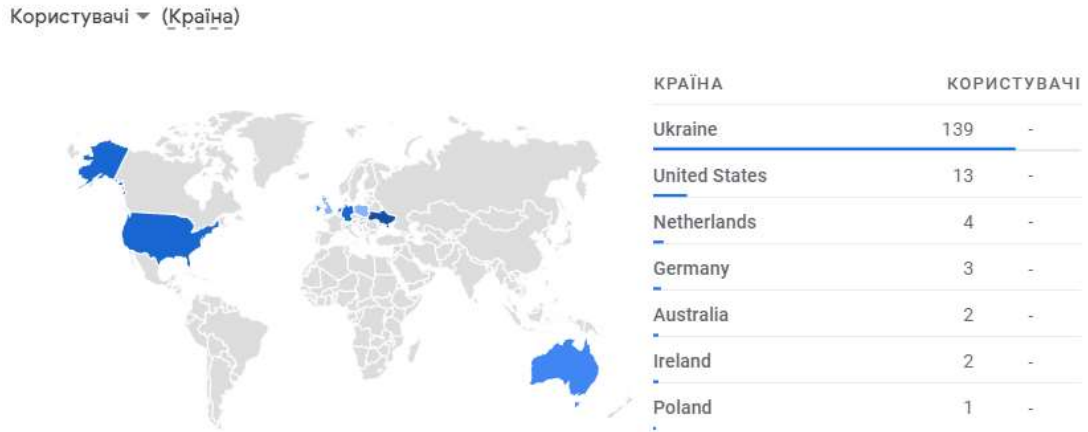 Користувачі (Країна)
КРАЇНА КОРИСТУВАЧІ
Ukraine 139 -
United States 13 -
Netherlands 4 -
Germany 3 -
Australia 2 -
Ireland 2 -
Poland 1 -